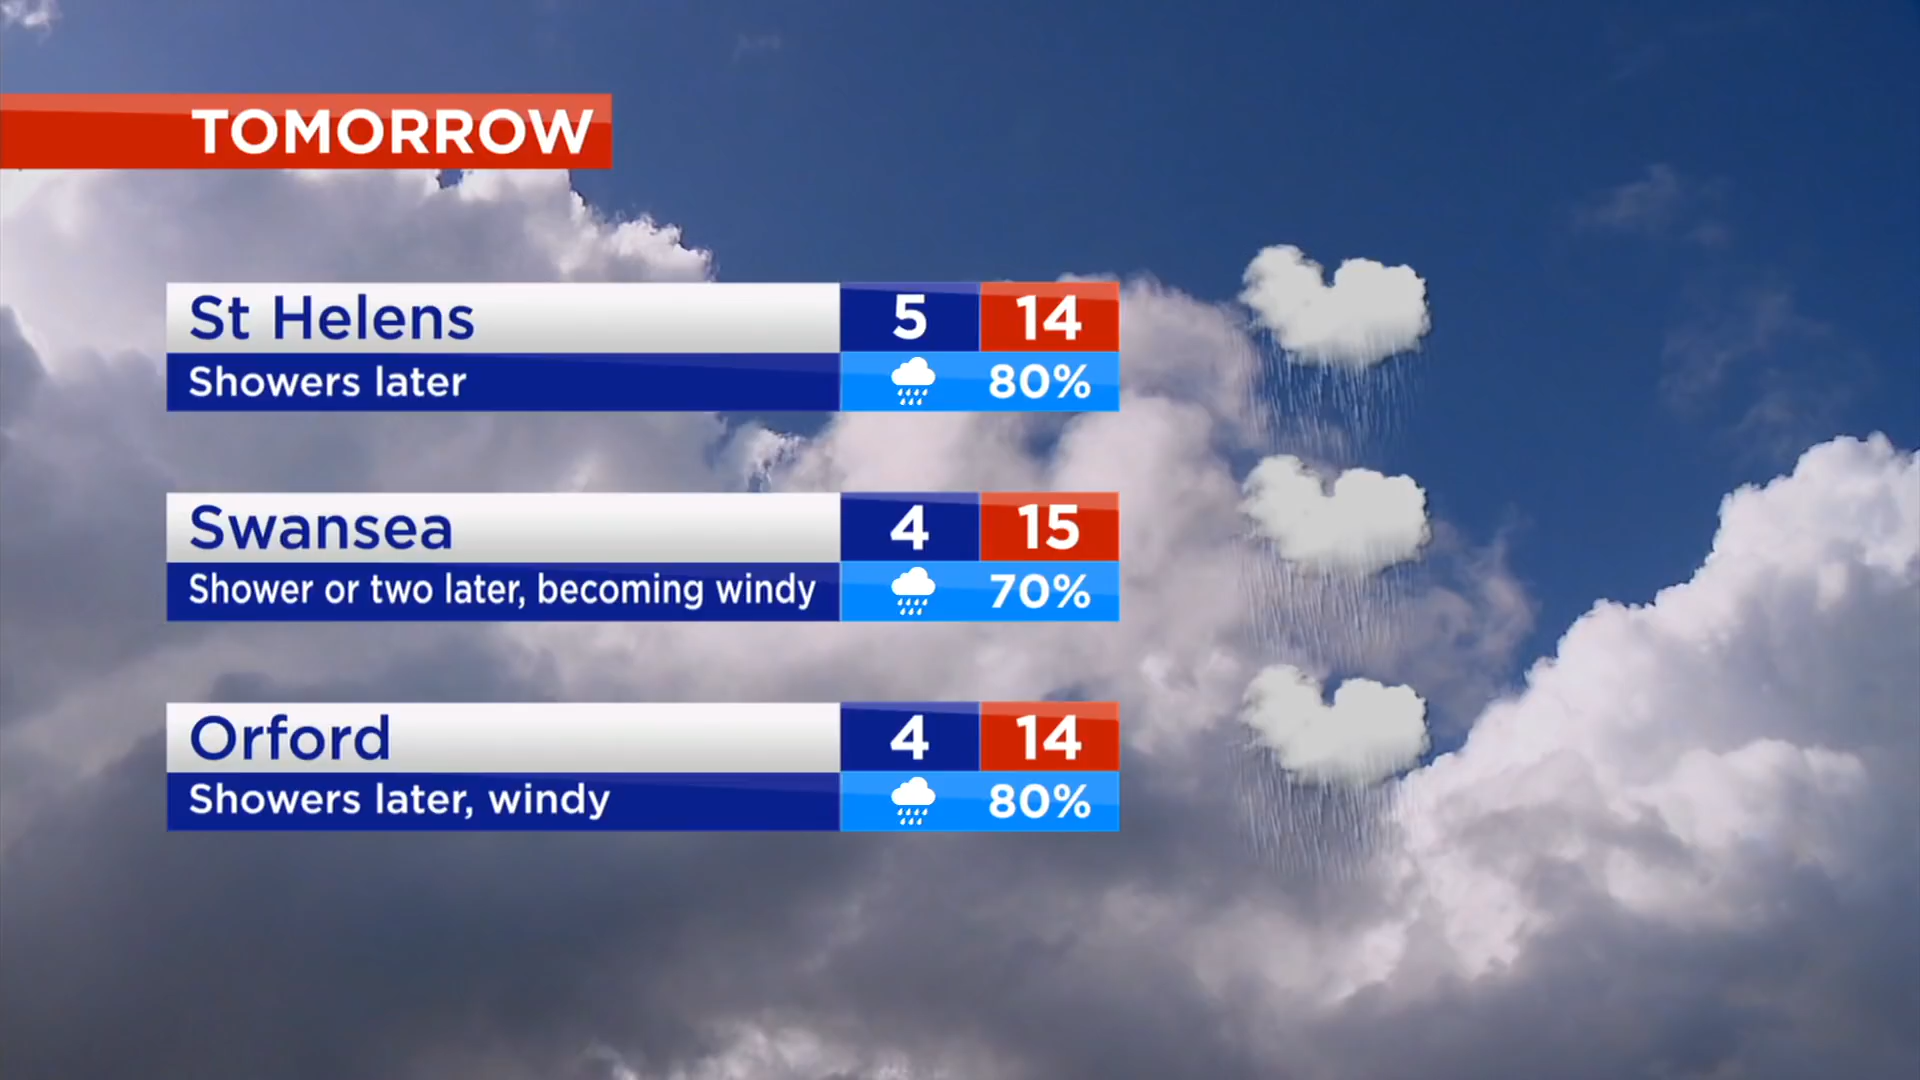 TOMORROW
St Helens 5 14
Showers later 80%
Swansea 4 15
Shower or two later, becoming windy 70%
Orford 4 14
Showers later, windy 80%